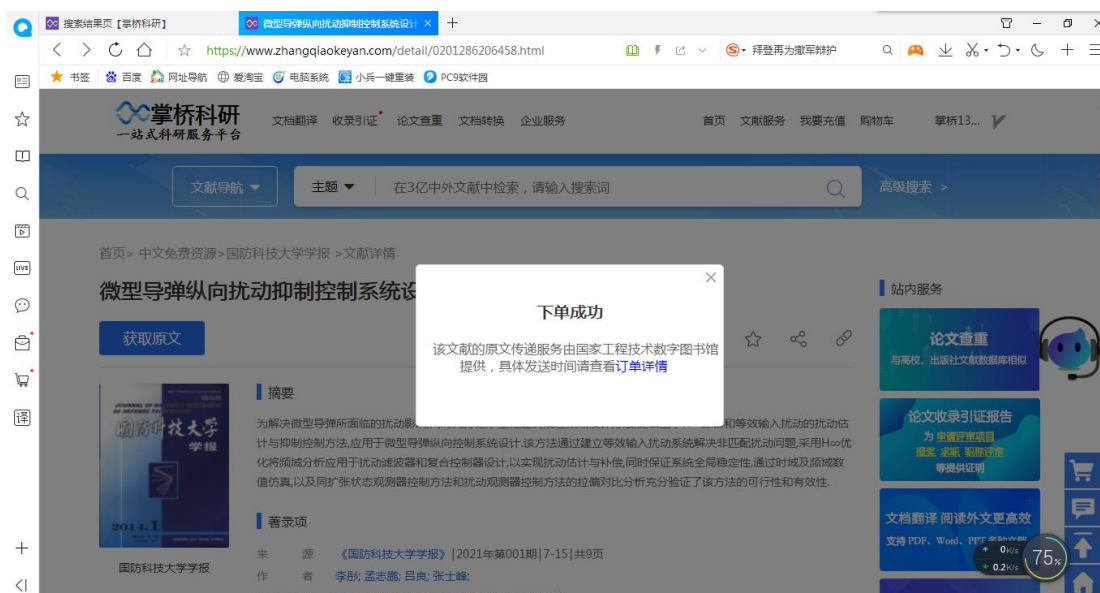 搜索结果页【掌桥科研】
微型导弹纵向扰动抑制控制系统设计
https://www.zhangqiaokeyan.com/detail/0201286206458.html
拜登再为撤军辩护
书签 百度 网址导航 爱淘宝 电脑系统 小兵一键重装 PC9软件园
掌桥科研
一站式科研服务平台
文档翻译 收录引证 论文查重 文档转换 企业服务
首页 文献服务 我要充值 购物车 掌桥13...
文献导航 主题 在3亿中外文献中检索，请输入搜索词 高级搜索 >
首页> 中文免费资源>国防科技大学学报 >文献详情
微型导弹纵向扰动抑制控制系统设
获取原文
下单成功
该文献的原文传递服务由国家工程技术数字图书馆
提供，具体发送时间请查看订单详情
站内服务
论文查重
与高校、出版社文献数据库相似
论文收录引证报告
为 申请评审项目
报奖 求职 职称评审
等提供证明
文档翻译 阅读外文更高效
支持 PDF、Word、PPT
国防科技大学
学报
2014.1
国防科技大学学报
摘要
为解决微型导弹所面临的扰动影
和等效输入扰动的扰动估
计与抑制控制方法,应用于微型导弹纵向控制系统设计.该方法通过建立等效输入扰动系统解决非匹配扰动问题,采用H∞优
化将频域分析应用于扰动滤波器和复合控制器设计,以实现扰动估计与补偿,同时保证系统全局稳定性.通过时域及频域数
值仿真,以及同扩张状态观测器控制方法和扰动观测器控制方法的拉偏对比分析充分验证了该方法的可行性和有效性.
著录项
来 源 《国防科技大学学报》|2021年第001期|7-15|共9页
作 者 李彤; 孟志鹏; 吕良; 张士峰;
LIVE
译
0K/s
0.2K/s
75%